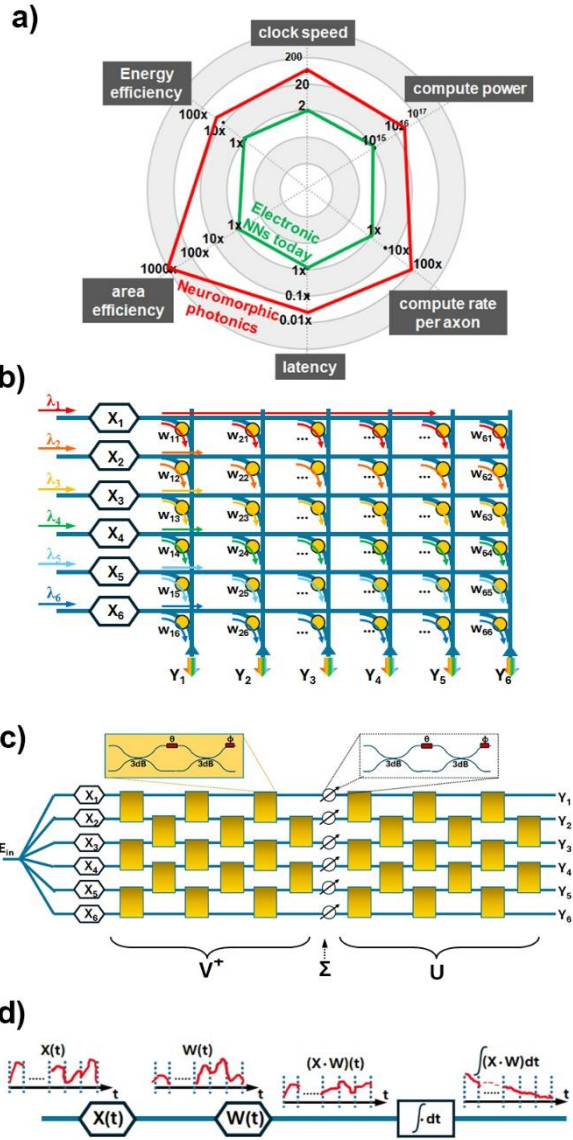 a)
clock speed
200
20
2
Energy
efficiency
100x
10x
1x
compute power
10¹⁷
10¹⁶
10¹⁵
1x
10x
100x
1000x
area
efficiency
Electronic
NNs today
Neuromorphic
photonics
1x
10x
100x
compute rate
per axon
1x
0.1x
0.01x
latency
b)
λ₁ X₁
w₁₁ w₂₁ ... ... ... w₆₁
λ₂ X₂
w₁₂ w₂₂ ... ... ... w₆₂
λ₃ X₃
w₁₃ w₂₃ ... ... ... w₆₃
λ₄ X₄
w₁₄ w₂₄ ... ... ... w₆₄
λ₅ X₅
w₁₅ w₂₅ ... ... ... w₆₅
λ₆ X₆
w₁₆ w₂₆ ... ... ... w₆₆
Y₁ Y₂ Y₃ Y₄ Y₅ Y₆
c)
θ ϕ θ ϕ
3dB 3dB 3dB 3dB
X₁ Y₁
X₂ Y₂
X₃ Y₃
Eᵢₙ
X₄ Y₄
X₅ Y₅
X₆ Y₆
V⁺ Σ U
d)
X(t) W(t) (X·W)(t) ∫(X·W)dt
t t t t
X(t) W(t) ∫·dt